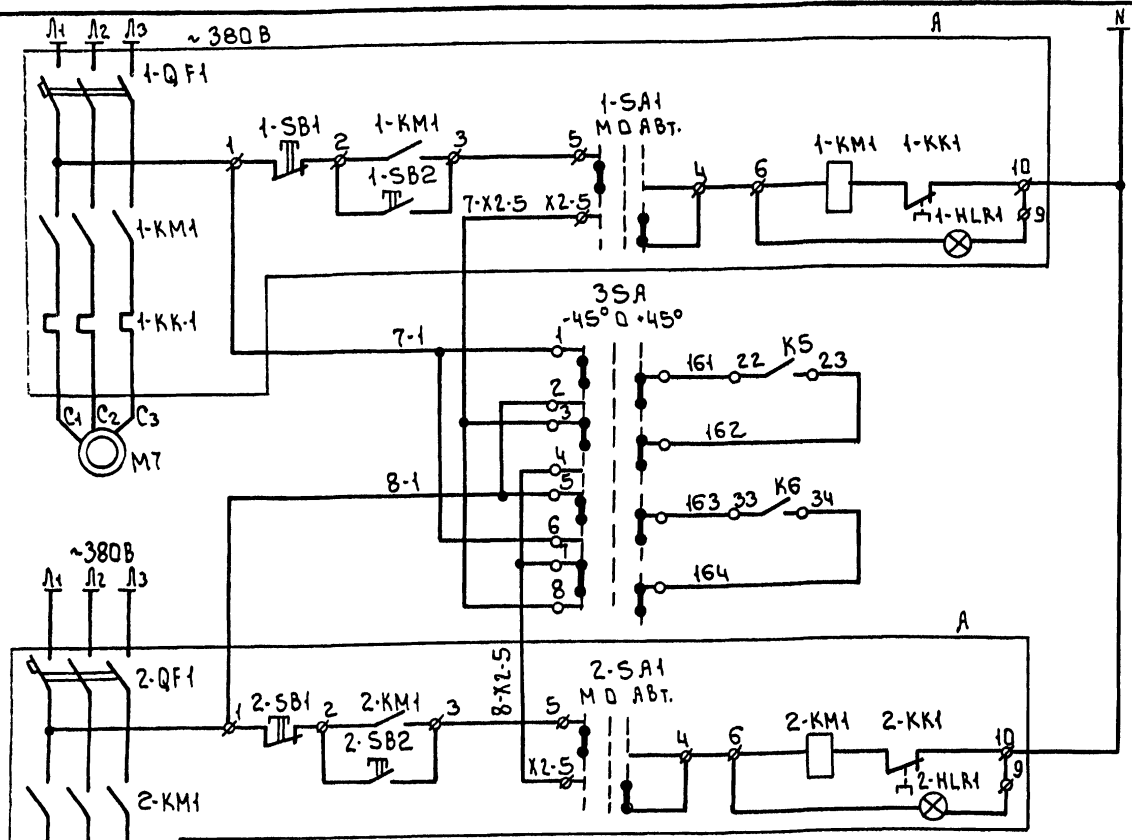 Л1 Л2 Л3
~380В
А
N
1-QF1
1-SA1
М О АВТ.
1-SB1
1-KM1
1 2 3 5
1-SB2
1-KM1 1-KK1
4 6 10
7-X2-5 X2-5
1-HLR1 9
1-KM1
3SA
-45° 0 +45°
1-KK-1
7-1
1
161 22 K5 23
2
3
162
C1 C2 C3
M7
4
8-1
5
163 33 K6 34
6
7
164
8
~380В
Л1 Л2 Л3
А
8-X2-5
2-QF1
2-SA1
М О АВТ.
2-SB1
2-KM1
1 2 3 5
2-SB2
2-KM1 2-KK1
4 6 10
X2-5
2-HLR1 9
2-KM1